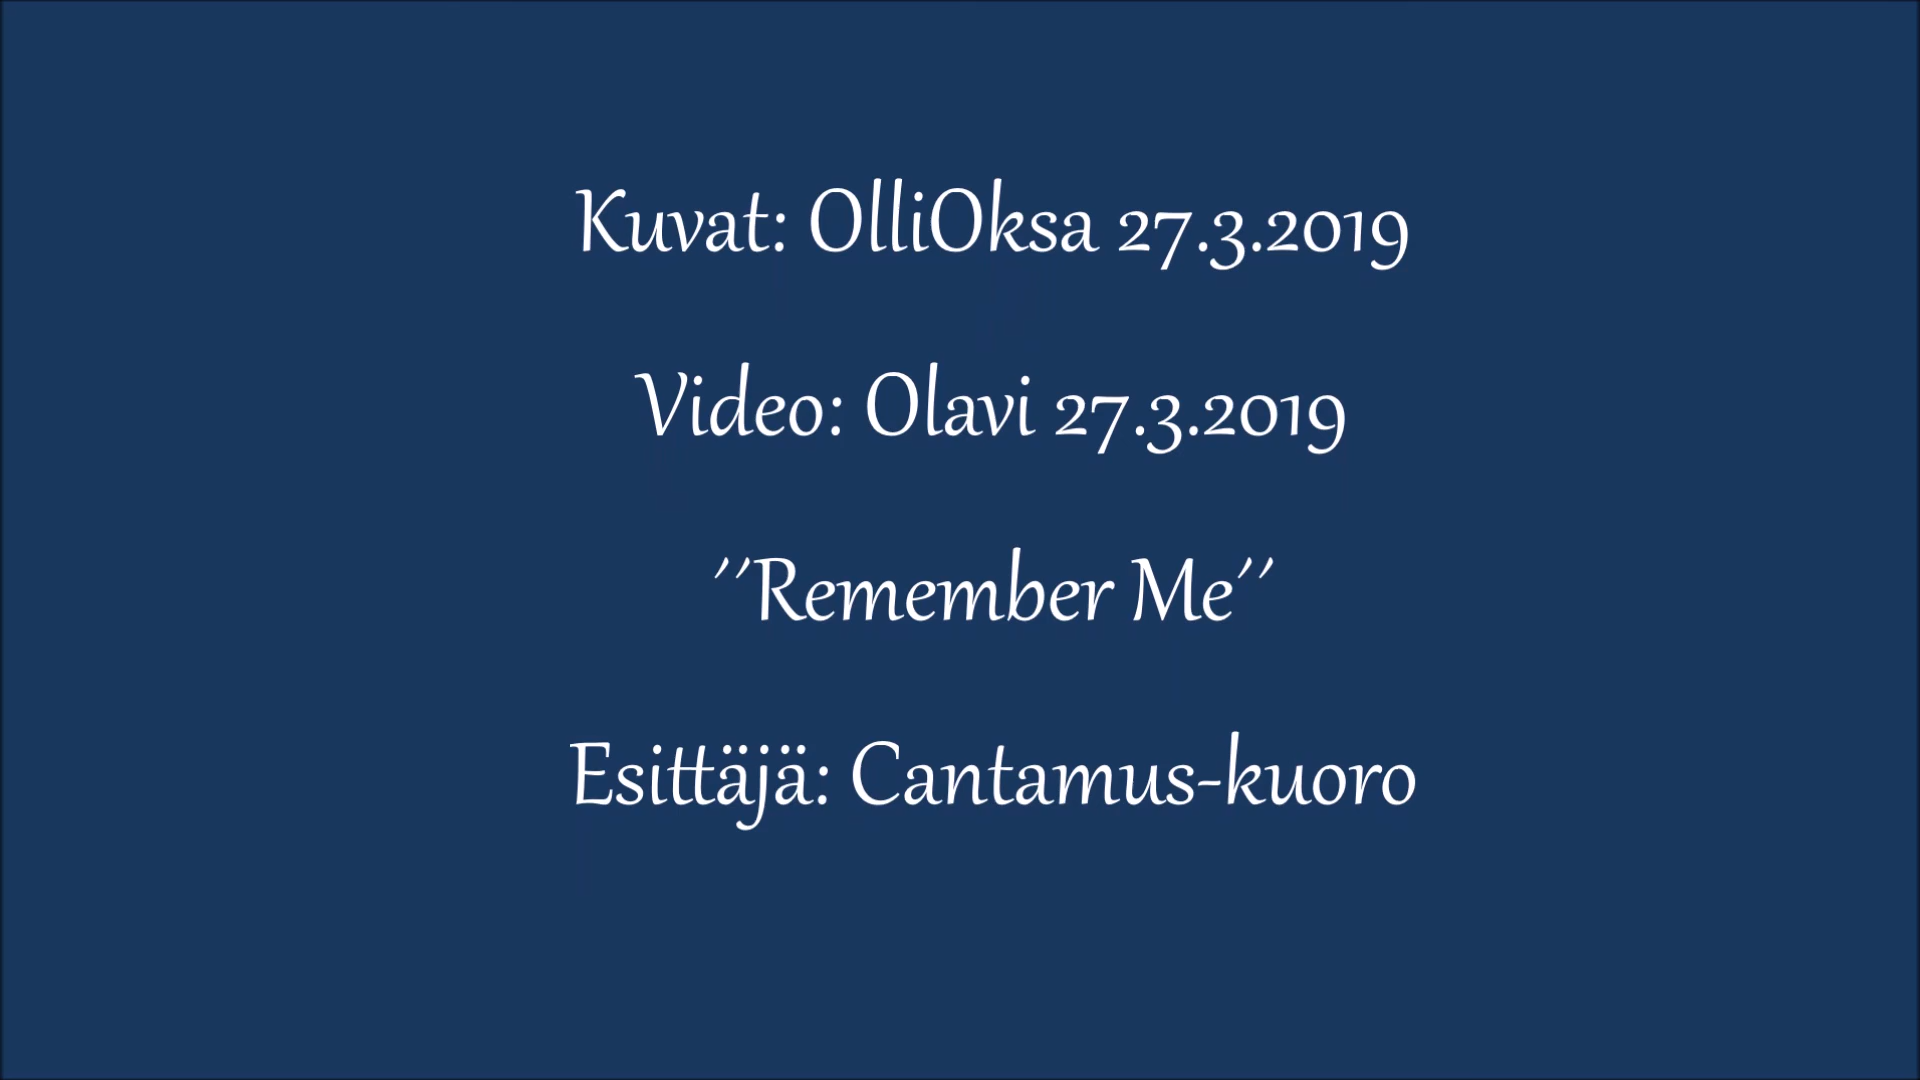 Kuvat: OlliOksa 27.3.2019
Video: Olavi 27.3.2019
´´Remember Me´´
Esittäjä: Cantamus-kuoro